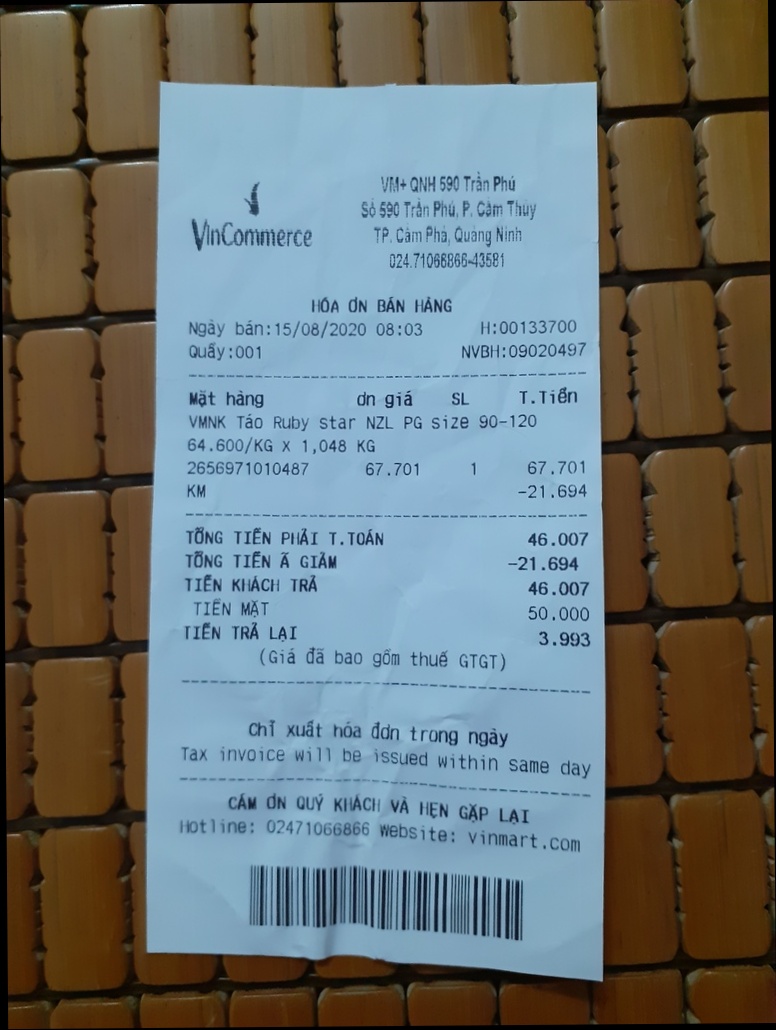 VinCommerce
VM+ QNH 590 Trần Phú
Số 590 Trần Phú, P. Cẩm Thủy
TP. Cẩm Phả, Quảng Ninh
024.71066866-43581
HÓA ƠN BÁN HÀNG
Ngày bán:15/08/2020 08:03 H:00133700
Quầy:001 NVBH:09020497
Mặt hàng ơn giá SL T.Tiền
VMNK Táo Ruby star NZL PG size 90-120
64.600/KG X 1,048 KG
2656971010487 67.701 1 67.701
KM -21.694
TỔNG TIỀN PHẢI T.TOÁN 46.007
TỔNG TIỀN Ã GIẢM -21.694
TIỀN KHÁCH TRẢ 46.007
TIỀN MẶT 50.000
TIỀN TRẢ LẠI 3.993
(Giá đã bao gồm thuế GTGT)
Chỉ xuất hóa đơn trong ngày
Tax invoice will be issued within same day
CẢM ƠN QUÝ KHÁCH VÀ HẸN GẶP LẠI
Hotline: 02471066866 Website: vinmart.com